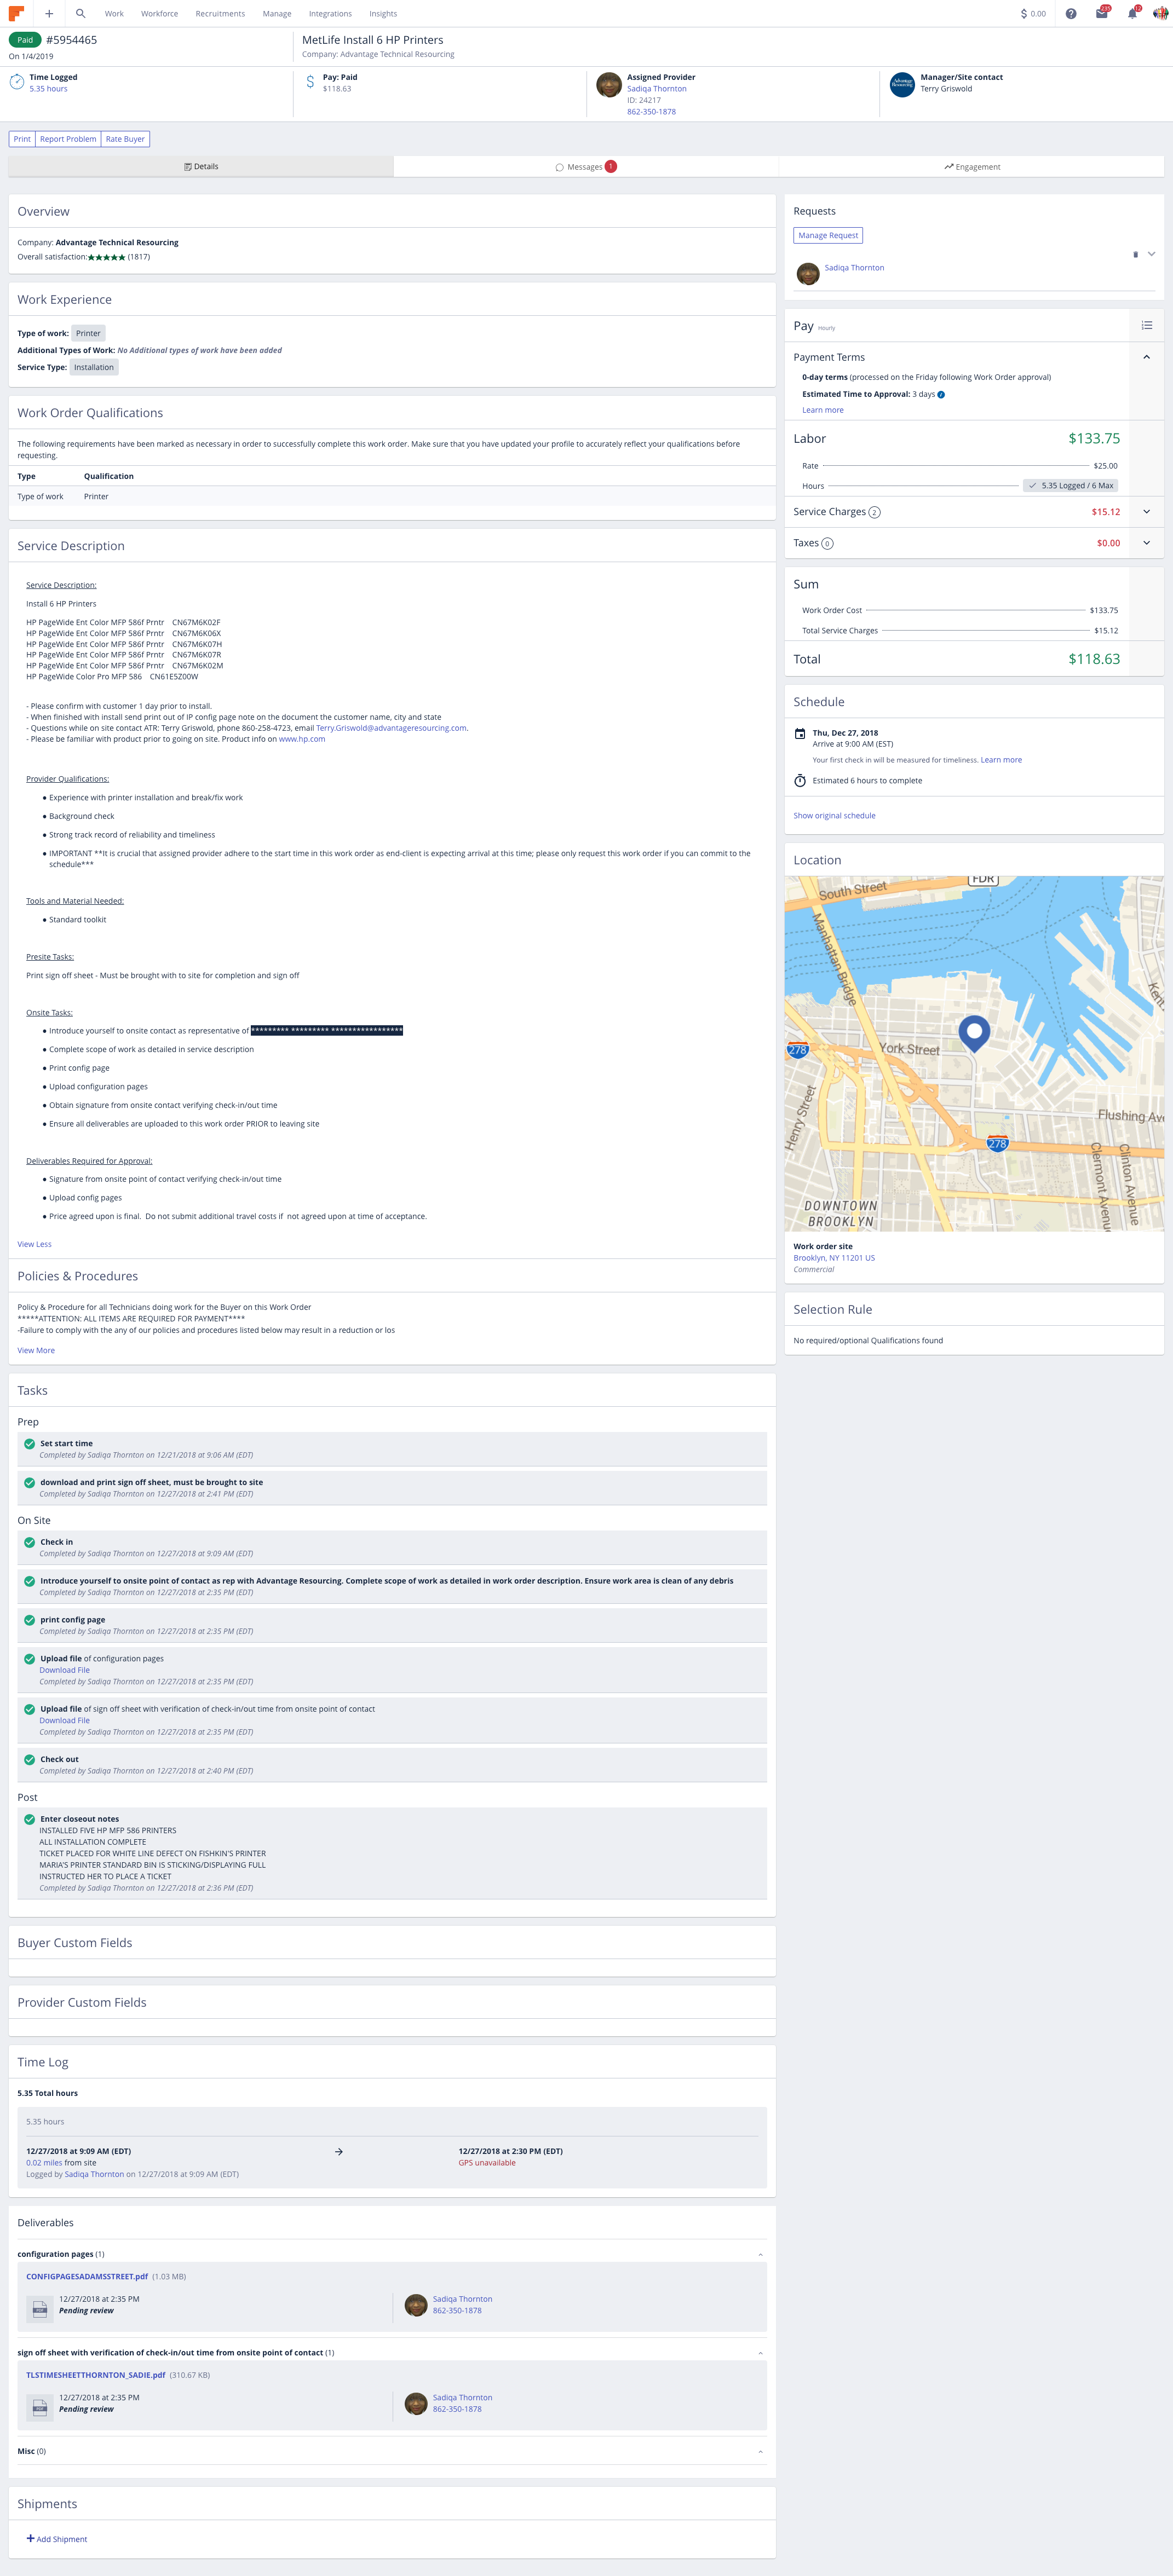 Work Workforce Recruitments Manage Integrations Insights
$ 0.00
Paid #5954465
On 1/4/2019
MetLife Install 6 HP Printers
Company: Advantage Technical Resourcing
Time Logged
5.35 hours
Pay: Paid
$118.63
Assigned Provider
Sadiqa Thornton
ID: 24217
862-350-1878
Manager/Site contact
Terry Griswold
Print Report Problem Rate Buyer
Details
Messages 1
Engagement
Overview
Company: Advantage Technical Resourcing
Overall satisfaction:★★★★★ (1817)
Work Experience
Type of work: Printer
Additional Types of Work: No Additional types of work have been added
Service Type: Installation
Work Order Qualifications
The following requirements have been marked as necessary in order to successfully complete this work order. Make sure that you have updated your profile to accurately reflect your qualifications before
requesting.
Type Qualification
Type of work Printer
Service Description
Service Description:
Install 6 HP Printers
HP PageWide Ent Color MFP 586f Prntr CN67M6K02F
HP PageWide Ent Color MFP 586f Prntr CN67M6K06X
HP PageWide Ent Color MFP 586f Prntr CN67M6K07H
HP PageWide Ent Color MFP 586f Prntr CN67M6K07R
HP PageWide Ent Color MFP 586f Prntr CN67M6K02M
HP PageWide Color Pro MFP 586 CN61E5Z00W
- Please confirm with customer 1 day prior to install.
- When finished with install send print out of IP config page note on the document the customer name, city and state
- Questions while on site contact ATR: Terry Griswold, phone 860-258-4723, email Terry.Griswold@advantageresourcing.com.
- Please be familiar with product prior to going on site. Product info on www.hp.com
Provider Qualifications:
● Experience with printer installation and break/fix work
● Background check
● Strong track record of reliability and timeliness
● IMPORTANT **It is crucial that assigned provider adhere to the start time in this work order as end-client is expecting arrival at this time; please only request this work order if you can commit to the
schedule***
Tools and Material Needed:
● Standard toolkit
Presite Tasks:
Print sign off sheet - Must be brought with to site for completion and sign off
Onsite Tasks:
● Introduce yourself to onsite contact as representative of ********* ********* *****************
● Complete scope of work as detailed in service description
● Print config page
● Upload configuration pages
● Obtain signature from onsite contact verifying check-in/out time
● Ensure all deliverables are uploaded to this work order PRIOR to leaving site
Deliverables Required for Approval:
● Signature from onsite point of contact verifying check-in/out time
● Upload config pages
● Price agreed upon is final. Do not submit additional travel costs if not agreed upon at time of acceptance.
View Less
Policies & Procedures
Policy & Procedure for all Technicians doing work for the Buyer on this Work Order
*****ATTENTION: ALL ITEMS ARE REQUIRED FOR PAYMENT****
-Failure to comply with the any of our policies and procedures listed below may result in a reduction or los
View More
Tasks
Prep
Set start time
Completed by Sadiqa Thornton on 12/21/2018 at 9:06 AM (EDT)
download and print sign off sheet, must be brought to site
Completed by Sadiqa Thornton on 12/27/2018 at 2:41 PM (EDT)
On Site
Check in
Completed by Sadiqa Thornton on 12/27/2018 at 9:09 AM (EDT)
Introduce yourself to onsite point of contact as rep with Advantage Resourcing. Complete scope of work as detailed in work order description. Ensure work area is clean of any debris
Completed by Sadiqa Thornton on 12/27/2018 at 2:35 PM (EDT)
print config page
Completed by Sadiqa Thornton on 12/27/2018 at 2:35 PM (EDT)
Upload file of configuration pages
Download File
Completed by Sadiqa Thornton on 12/27/2018 at 2:35 PM (EDT)
Upload file of sign off sheet with verification of check-in/out time from onsite point of contact
Download File
Completed by Sadiqa Thornton on 12/27/2018 at 2:35 PM (EDT)
Check out
Completed by Sadiqa Thornton on 12/27/2018 at 2:40 PM (EDT)
Post
Enter closeout notes
INSTALLED FIVE HP MFP 586 PRINTERS
ALL INSTALLATION COMPLETE
TICKET PLACED FOR WHITE LINE DEFECT ON FISHKIN'S PRINTER
MARIA'S PRINTER STANDARD BIN IS STICKING/DISPLAYING FULL
INSTRUCTED HER TO PLACE A TICKET
Completed by Sadiqa Thornton on 12/27/2018 at 2:36 PM (EDT)
Buyer Custom Fields
Provider Custom Fields
Time Log
5.35 Total hours
5.35 hours
12/27/2018 at 9:09 AM (EDT) → 12/27/2018 at 2:30 PM (EDT)
0.02 miles from site GPS unavailable
Logged by Sadiqa Thornton on 12/27/2018 at 9:09 AM (EDT)
Deliverables
configuration pages (1)
CONFIGPAGESADAMSSTREET.pdf (1.03 MB)
12/27/2018 at 2:35 PM
Pending review
Sadiqa Thornton
862-350-1878
sign off sheet with verification of check-in/out time from onsite point of contact (1)
TLSTIMESHEETTHORNTON_SADIE.pdf (310.67 KB)
12/27/2018 at 2:35 PM
Pending review
Sadiqa Thornton
862-350-1878
Misc (0)
Shipments
+ Add Shipment
Requests
Manage Request
Sadiqa Thornton
Pay Hourly
Payment Terms
0-day terms (processed on the Friday following Work Order approval)
Estimated Time to Approval: 3 days
Learn more
Labor $133.75
Rate $25.00
Hours 5.35 Logged / 6 Max
Service Charges 2 $15.12
Taxes 0 $0.00
Sum
Work Order Cost $133.75
Total Service Charges $15.12
Total $118.63
Schedule
Thu, Dec 27, 2018
Arrive at 9:00 AM (EST)
Your first check in will be measured for timeliness. Learn more
Estimated 6 hours to complete
Show original schedule
Location
FDR
South Street
Manhattan Bridge
York Street
278
Henry Street
Flushing Ave
278
Clermont Avenue
Clinton Avenue
DOWNTOWN
BROOKLYN
Work order site
Brooklyn, NY 11201 US
Commercial
Selection Rule
No required/optional Qualifications found